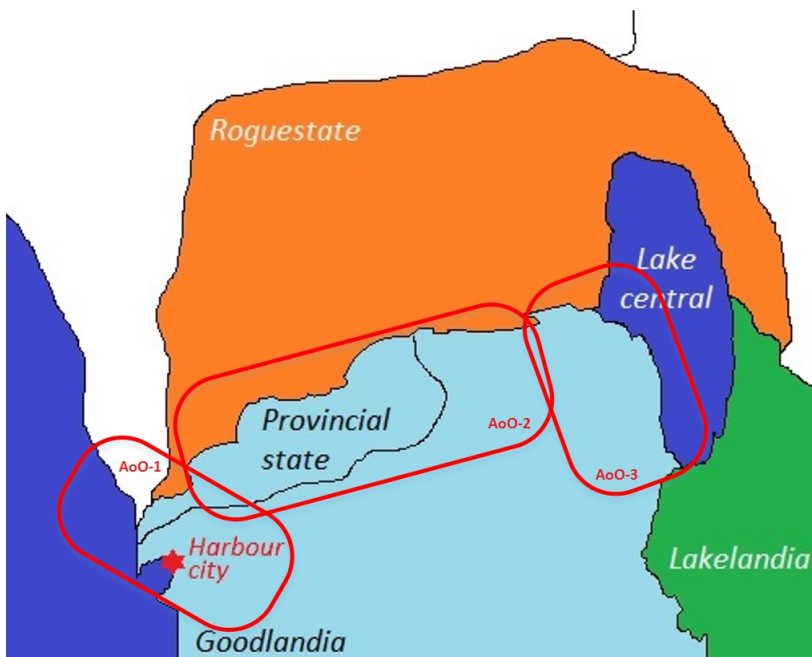 Roguestate
Lake
central
Provincial
state
AoO-2
AoO-1
AoO-3
Harbour
city
Lakelandia
Goodlandia